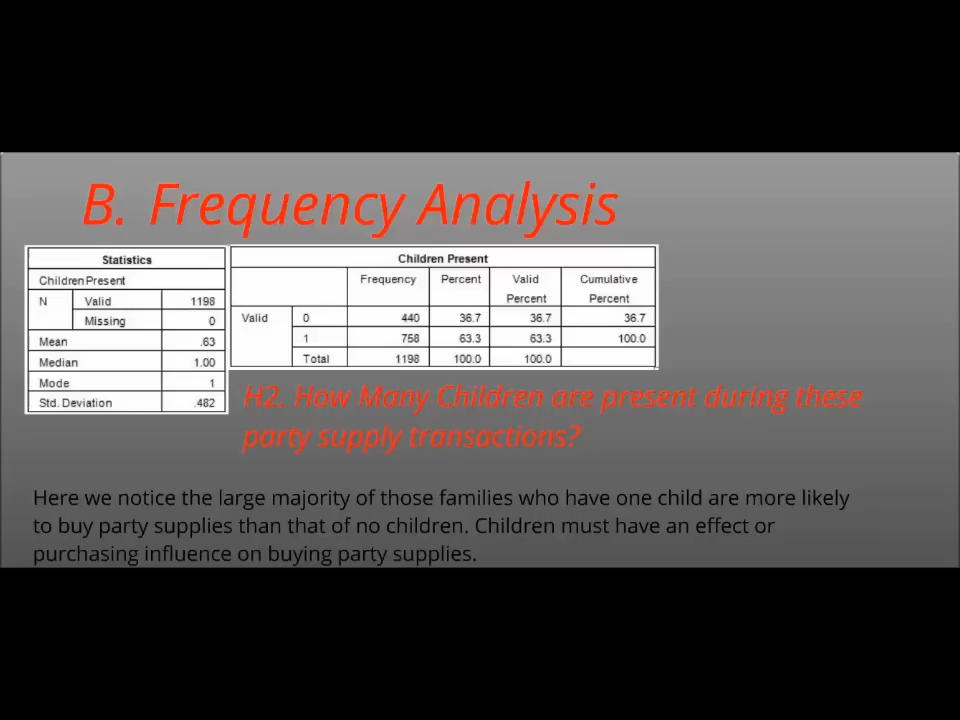 B. Frequency Analysis
Statistics
ChildrenPresent
N Valid 1198
Missing 0
Mean .63
Median 1.00
Mode 1
Std. Deviation .482
Children Present
Frequency Percent Valid Percent Cumulative Percent
Valid 0 440 36.7 36.7 36.7
1 758 63.3 63.3 100.0
Total 1198 100.0 100.0
H2. How Many Children are present during these
party supply transactions?
Here we notice the large majority of those families who have one child are more likely
to buy party supplies than that of no children. Children must have an effect or
purchasing influence on buying party supplies.